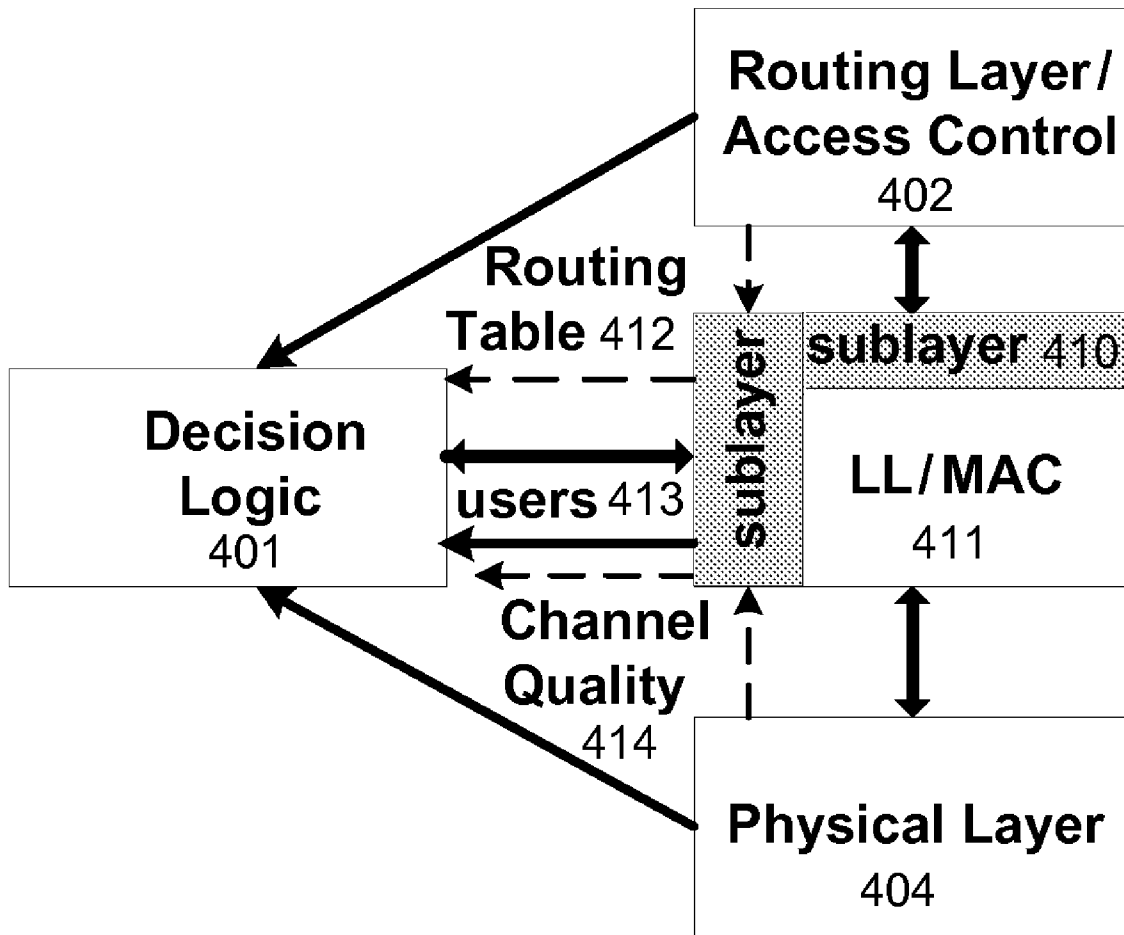 Routing Layer/
Access Control
402
Routing
Table 412
sublayer 410
sublayer
Decision
Logic
401
users 413
LL/MAC
411
Channel
Quality
414
Physical Layer
404